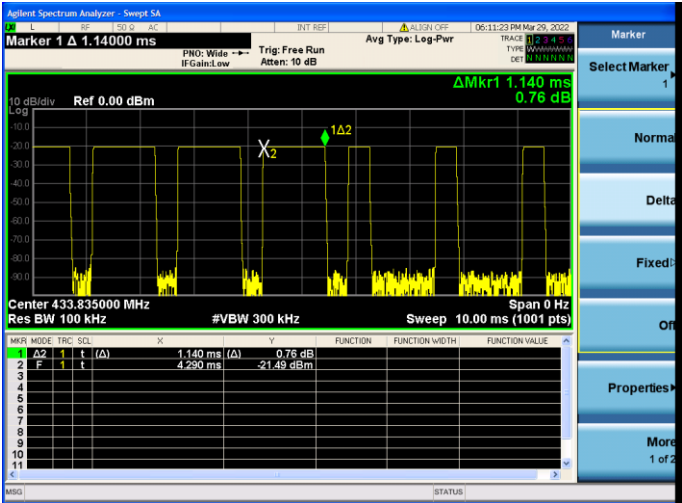 Agilent Spectrum Analyzer - Swept SA
L RF 50 Ω AC INT REF ALIGN OFF 06:11:23 PM Mar 29, 2022
Marker 1 Δ 1.14000 ms
PNO: Wide
IFGain:Low
Trig: Free Run
Atten: 10 dB
Avg Type: Log-Pwr
TRACE 1 2 3 4 5 6
TYPE WWWWWW
DET N N N N N N
ΔMkr1 1.140 ms
0.76 dB
10 dB/div Ref 0.00 dBm
Log
-10.0
-20.0
-30.0
-40.0
-50.0
-60.0
-70.0
-80.0
-90.0
1Δ2
X2
Center 433.835000 MHz Span 0 Hz
Res BW 100 kHz #VBW 300 kHz Sweep 10.00 ms (1001 pts)
MKR MODE TRC SCL X Y FUNCTION FUNCTION WIDTH FUNCTION VALUE
1 Δ2 1 t (Δ) 1.140 ms (Δ) 0.76 dB
2 F 1 t 4.290 ms -21.49 dBm
3
4
5
6
7
8
9
10
11
MSG STATUS
Marker
Select Marker
1
Normal
Delta
Fixed
Off
Properties
More
1 of 2